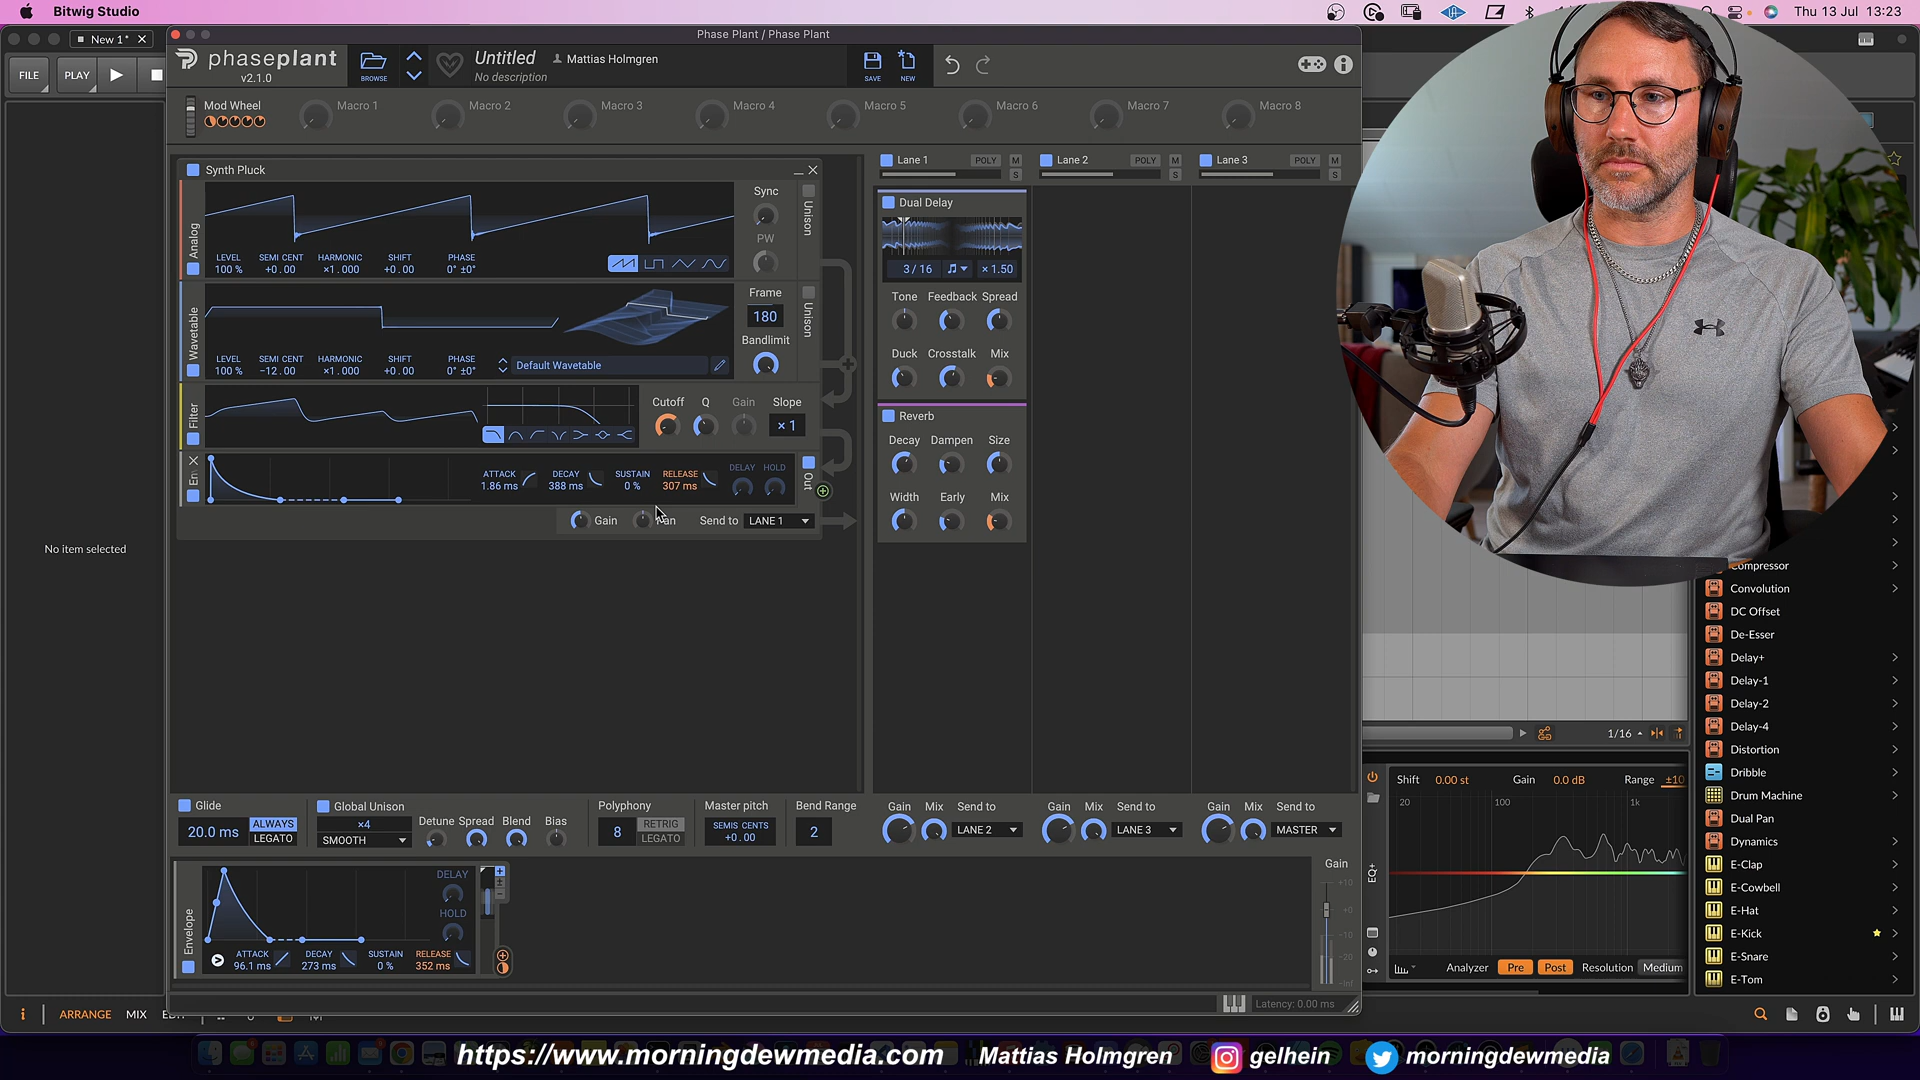 Bitwig Studio
Thu 13 Jul 13:23
New 1*
Phase Plant / Phase Plant
FILE
PLAY
phaseplant
v2.1.0
BROWSE
Untitled
Mattias Holmgren
No description
SAVE
NEW
Mod Wheel
Macro 1
Macro 2
Macro 3
Macro 4
Macro 5
Macro 6
Macro 7
Macro 8
Synth Pluck
Lane 1
POLY
M
S
Lane 2
POLY
M
S
Lane 3
POLY
M
S
Analog
LEVEL
100 %
SEMI CENT
+0.00
HARMONIC
×1.000
SHIFT
+0.00
PHASE
0° ±0°
Sync
PW
Unison
Wavetable
LEVEL
100 %
SEMI CENT
−12.00
HARMONIC
×1.000
SHIFT
+0.00
PHASE
0° ±0°
Default Wavetable
Frame
180
Bandlimit
Unison
Filter
Cutoff
Q
Gain
Slope
× 1
En
ATTACK
1.86 ms
DECAY
388 ms
SUSTAIN
0 %
RELEASE
307 ms
DELAY
HOLD
Out
Gain
Pan
Send to
LANE 1
Dual Delay
3 / 16
× 1.50
Tone
Feedback
Spread
Duck
Crosstalk
Mix
Reverb
Decay
Dampen
Size
Width
Early
Mix
No item selected
Glide
20.0 ms
ALWAYS
LEGATO
Global Unison
×4
SMOOTH
Detune
Spread
Blend
Bias
Polyphony
8
RETRIG
LEGATO
Master pitch
SEMIS CENTS
+0.00
Bend Range
2
Gain
Mix
Send to
LANE 2
Gain
Mix
Send to
LANE 3
Gain
Mix
Send to
MASTER
Envelope
ATTACK
96.1 ms
DECAY
273 ms
SUSTAIN
0 %
RELEASE
352 ms
DELAY
HOLD
Gain
+10
+0
-10
-20
-inf
Latency: 0.00 ms
1/16
Shift
0.00 st
Gain
0.0 dB
Range
±10
20
100
1k
EQ+
Analyzer
Pre
Post
Resolution
Medium
Compressor
Convolution
DC Offset
De-Esser
Delay+
Delay-1
Delay-2
Delay-4
Distortion
Dribble
Drum Machine
Dual Pan
Dynamics
E-Clap
E-Cowbell
E-Hat
E-Kick
E-Snare
E-Tom
ARRANGE
MIX
https://www.morningdewmedia.com
Mattias Holmgren
gelhein
morningdewmedia